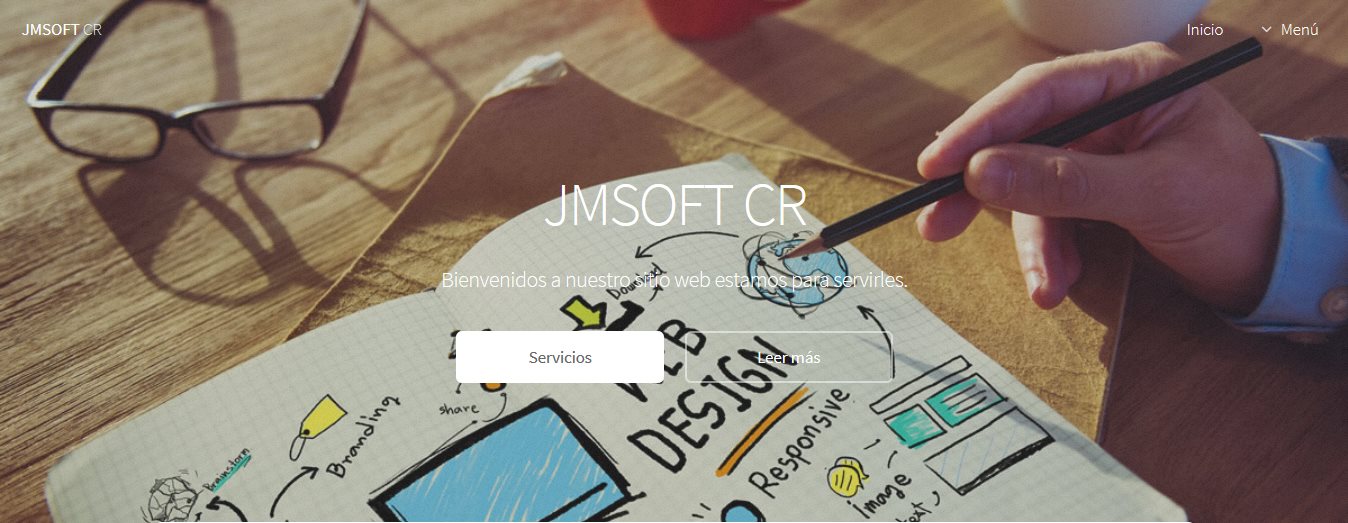 JMSOFT CR
Inicio
Menú
JMSOFT CR
Bienvenidos a nuestro sitio web estamos para servirles.
Download
Servicios
Leer más
WEB
DESIGN
share
Branding
Responsive
Brainstorm
image
text